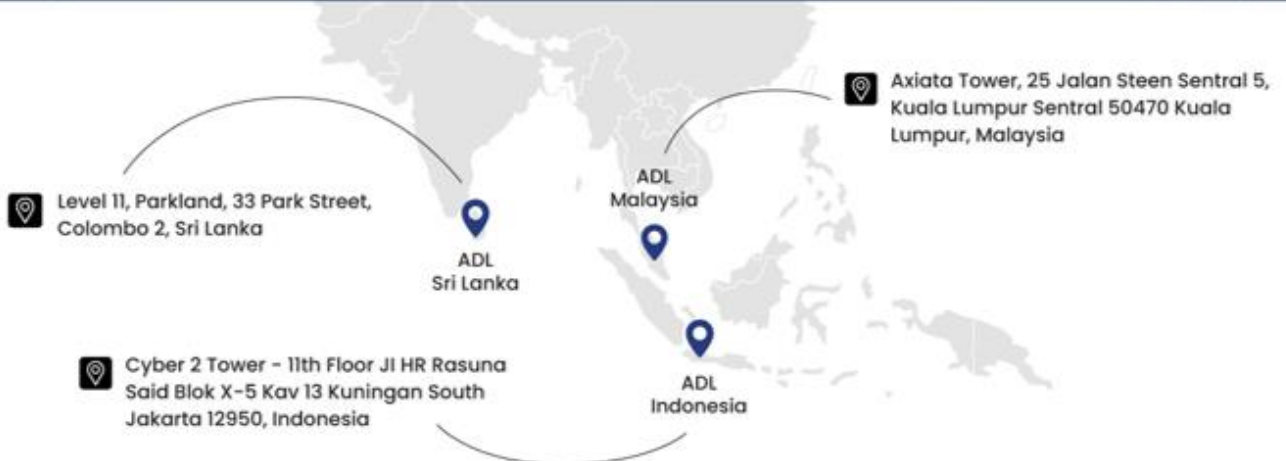 Axiata Tower, 25 Jalan Steen Sentral 5,
Kuala Lumpur Sentral 50470 Kuala
Lumpur, Malaysia
ADL
Malaysia
Level 11, Parkland, 33 Park Street,
Colombo 2, Sri Lanka
ADL
Sri Lanka
Cyber 2 Tower - 11th Floor Jl HR Rasuna
Said Blok X-5 Kav 13 Kuningan South
Jakarta 12950, Indonesia
ADL
Indonesia